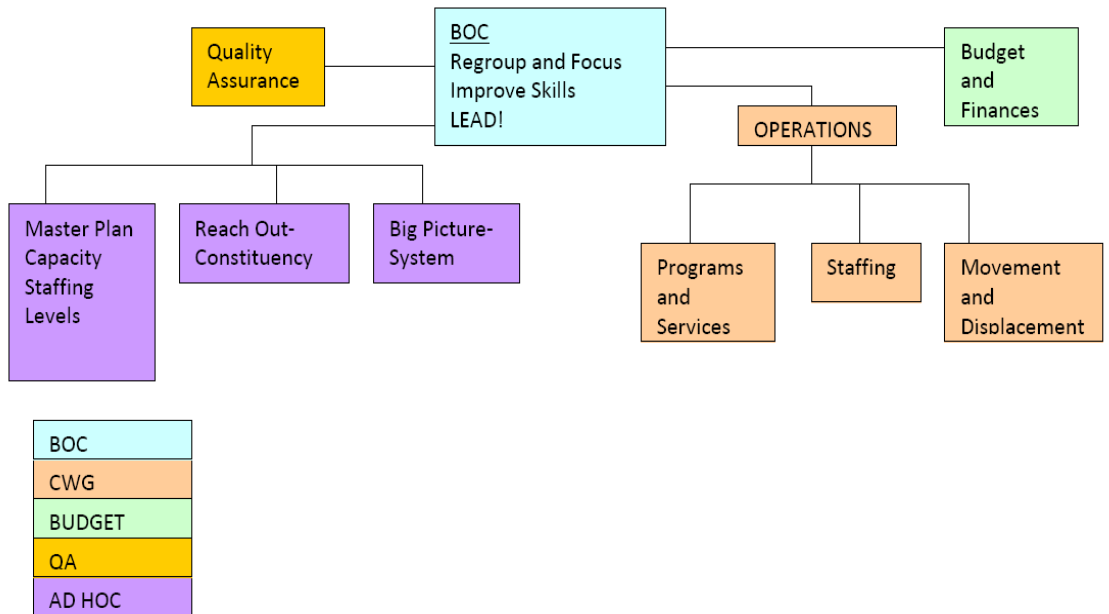 Quality
Assurance
BOC
Regroup and Focus
Improve Skills
LEAD!
Budget
and
Finances
OPERATIONS
Master Plan
Capacity
Staffing
Levels
Reach Out-
Constituency
Big Picture-
System
Programs
and
Services
Staffing
Movement
and
Displacement
BOC
CWG
BUDGET
QA
AD HOC